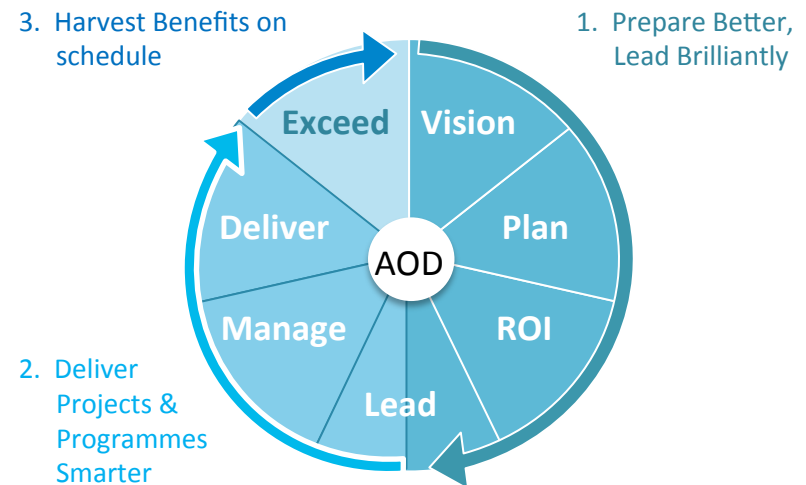 3. Harvest Benefits on
schedule
1. Prepare Better,
Lead Brilliantly
Exceed
Vision
Deliver
Plan
AOD
Manage
ROI
Lead
2. Deliver
Projects &
Programmes
Smarter